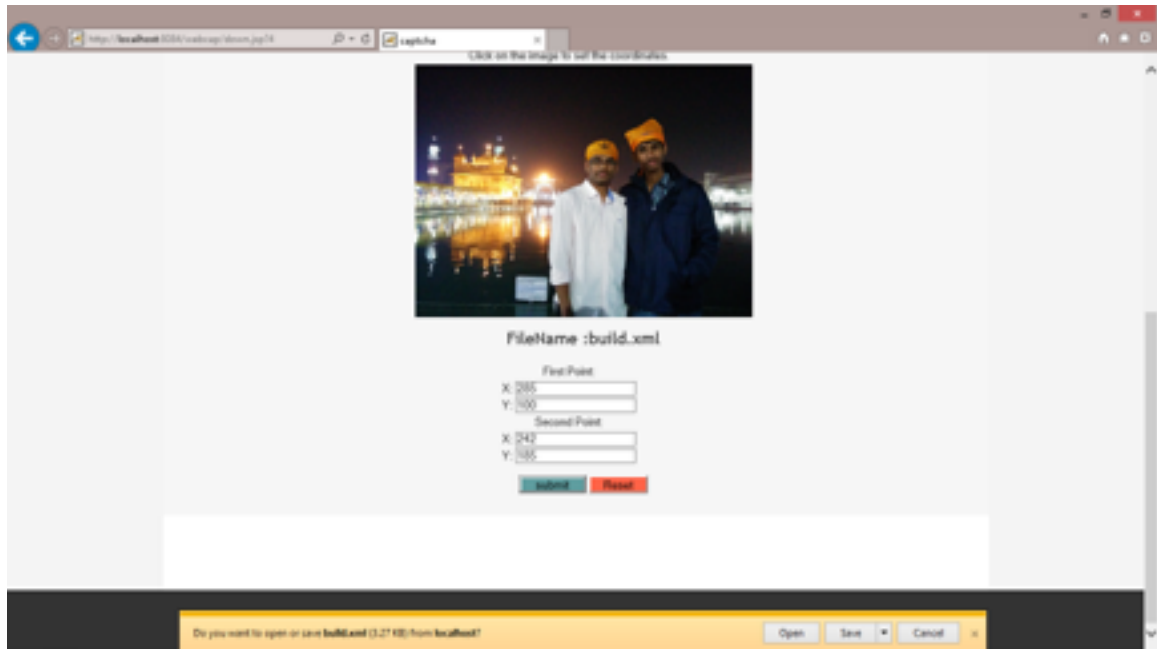 captcha
Click on the image to set the coordinates.
FileName :build.xml
First Point
X: 285
Y: 100
Second Point
X: 242
Y: 185
submit Reset
Do you want to open or save build.xml (3.27 KB) from localhost?
Open Save Cancel